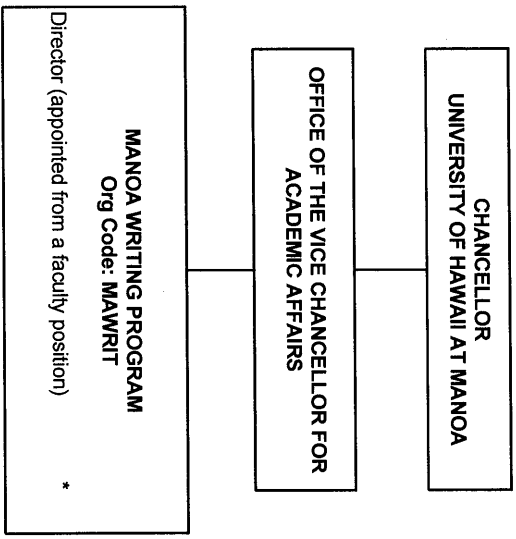 CHANCELLOR
UNIVERSITY OF HAWAII AT MANOA
OFFICE OF THE VICE CHANCELLOR FOR
ACADEMIC AFFAIRS
MANOA WRITING PROGRAM
Org Code: MAWRIT
Director (appointed from a faculty position) *